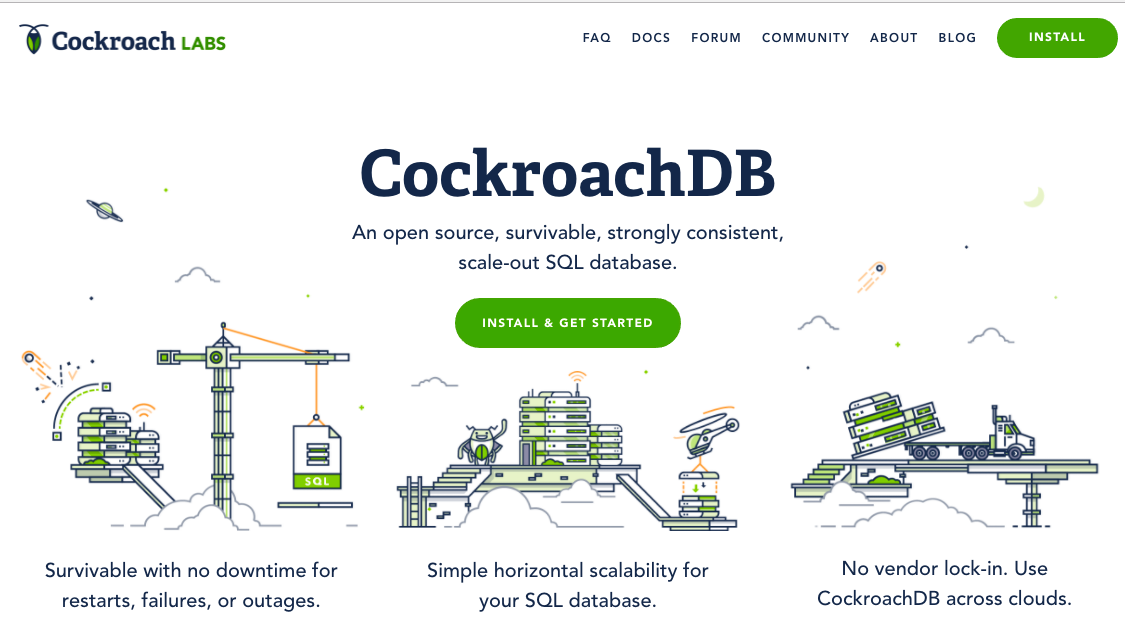 Cockroach LABS
FAQ DOCS FORUM COMMUNITY ABOUT BLOG INSTALL
CockroachDB
An open source, survivable, strongly consistent,
scale-out SQL database.
INSTALL & GET STARTED
SQL
Survivable with no downtime for
restarts, failures, or outages.
Simple horizontal scalability for
your SQL database.
No vendor lock-in. Use
CockroachDB across clouds.